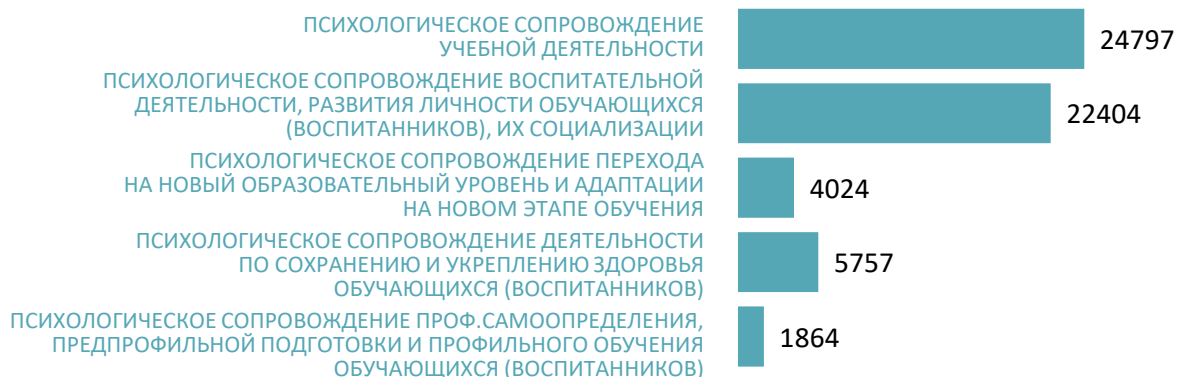 ПСИХОЛОГИЧЕСКОЕ СОПРОВОЖДЕНИЕ
УЧЕБНОЙ ДЕЯТЕЛЬНОСТИ
24797
ПСИХОЛОГИЧЕСКОЕ СОПРОВОЖДЕНИЕ ВОСПИТАТЕЛЬНОЙ
ДЕЯТЕЛЬНОСТИ, РАЗВИТИЯ ЛИЧНОСТИ ОБУЧАЮЩИХСЯ
(ВОСПИТАННИКОВ), ИХ СОЦИАЛИЗАЦИИ
22404
ПСИХОЛОГИЧЕСКОЕ СОПРОВОЖДЕНИЕ ПЕРЕХОДА
НА НОВЫЙ ОБРАЗОВАТЕЛЬНЫЙ УРОВЕНЬ И АДАПТАЦИИ
НА НОВОМ ЭТАПЕ ОБУЧЕНИЯ
4024
ПСИХОЛОГИЧЕСКОЕ СОПРОВОЖДЕНИЕ ДЕЯТЕЛЬНОСТИ
ПО СОХРАНЕНИЮ И УКРЕПЛЕНИЮ ЗДОРОВЬЯ
ОБУЧАЮЩИХСЯ (ВОСПИТАННИКОВ)
5757
ПСИХОЛОГИЧЕСКОЕ СОПРОВОЖДЕНИЕ ПРОФ.САМООПРЕДЕЛЕНИЯ,
ПРЕДПРОФИЛЬНОЙ ПОДГОТОВКИ И ПРОФИЛЬНОГО ОБУЧЕНИЯ
ОБУЧАЮЩИХСЯ (ВОСПИТАННИКОВ)
1864